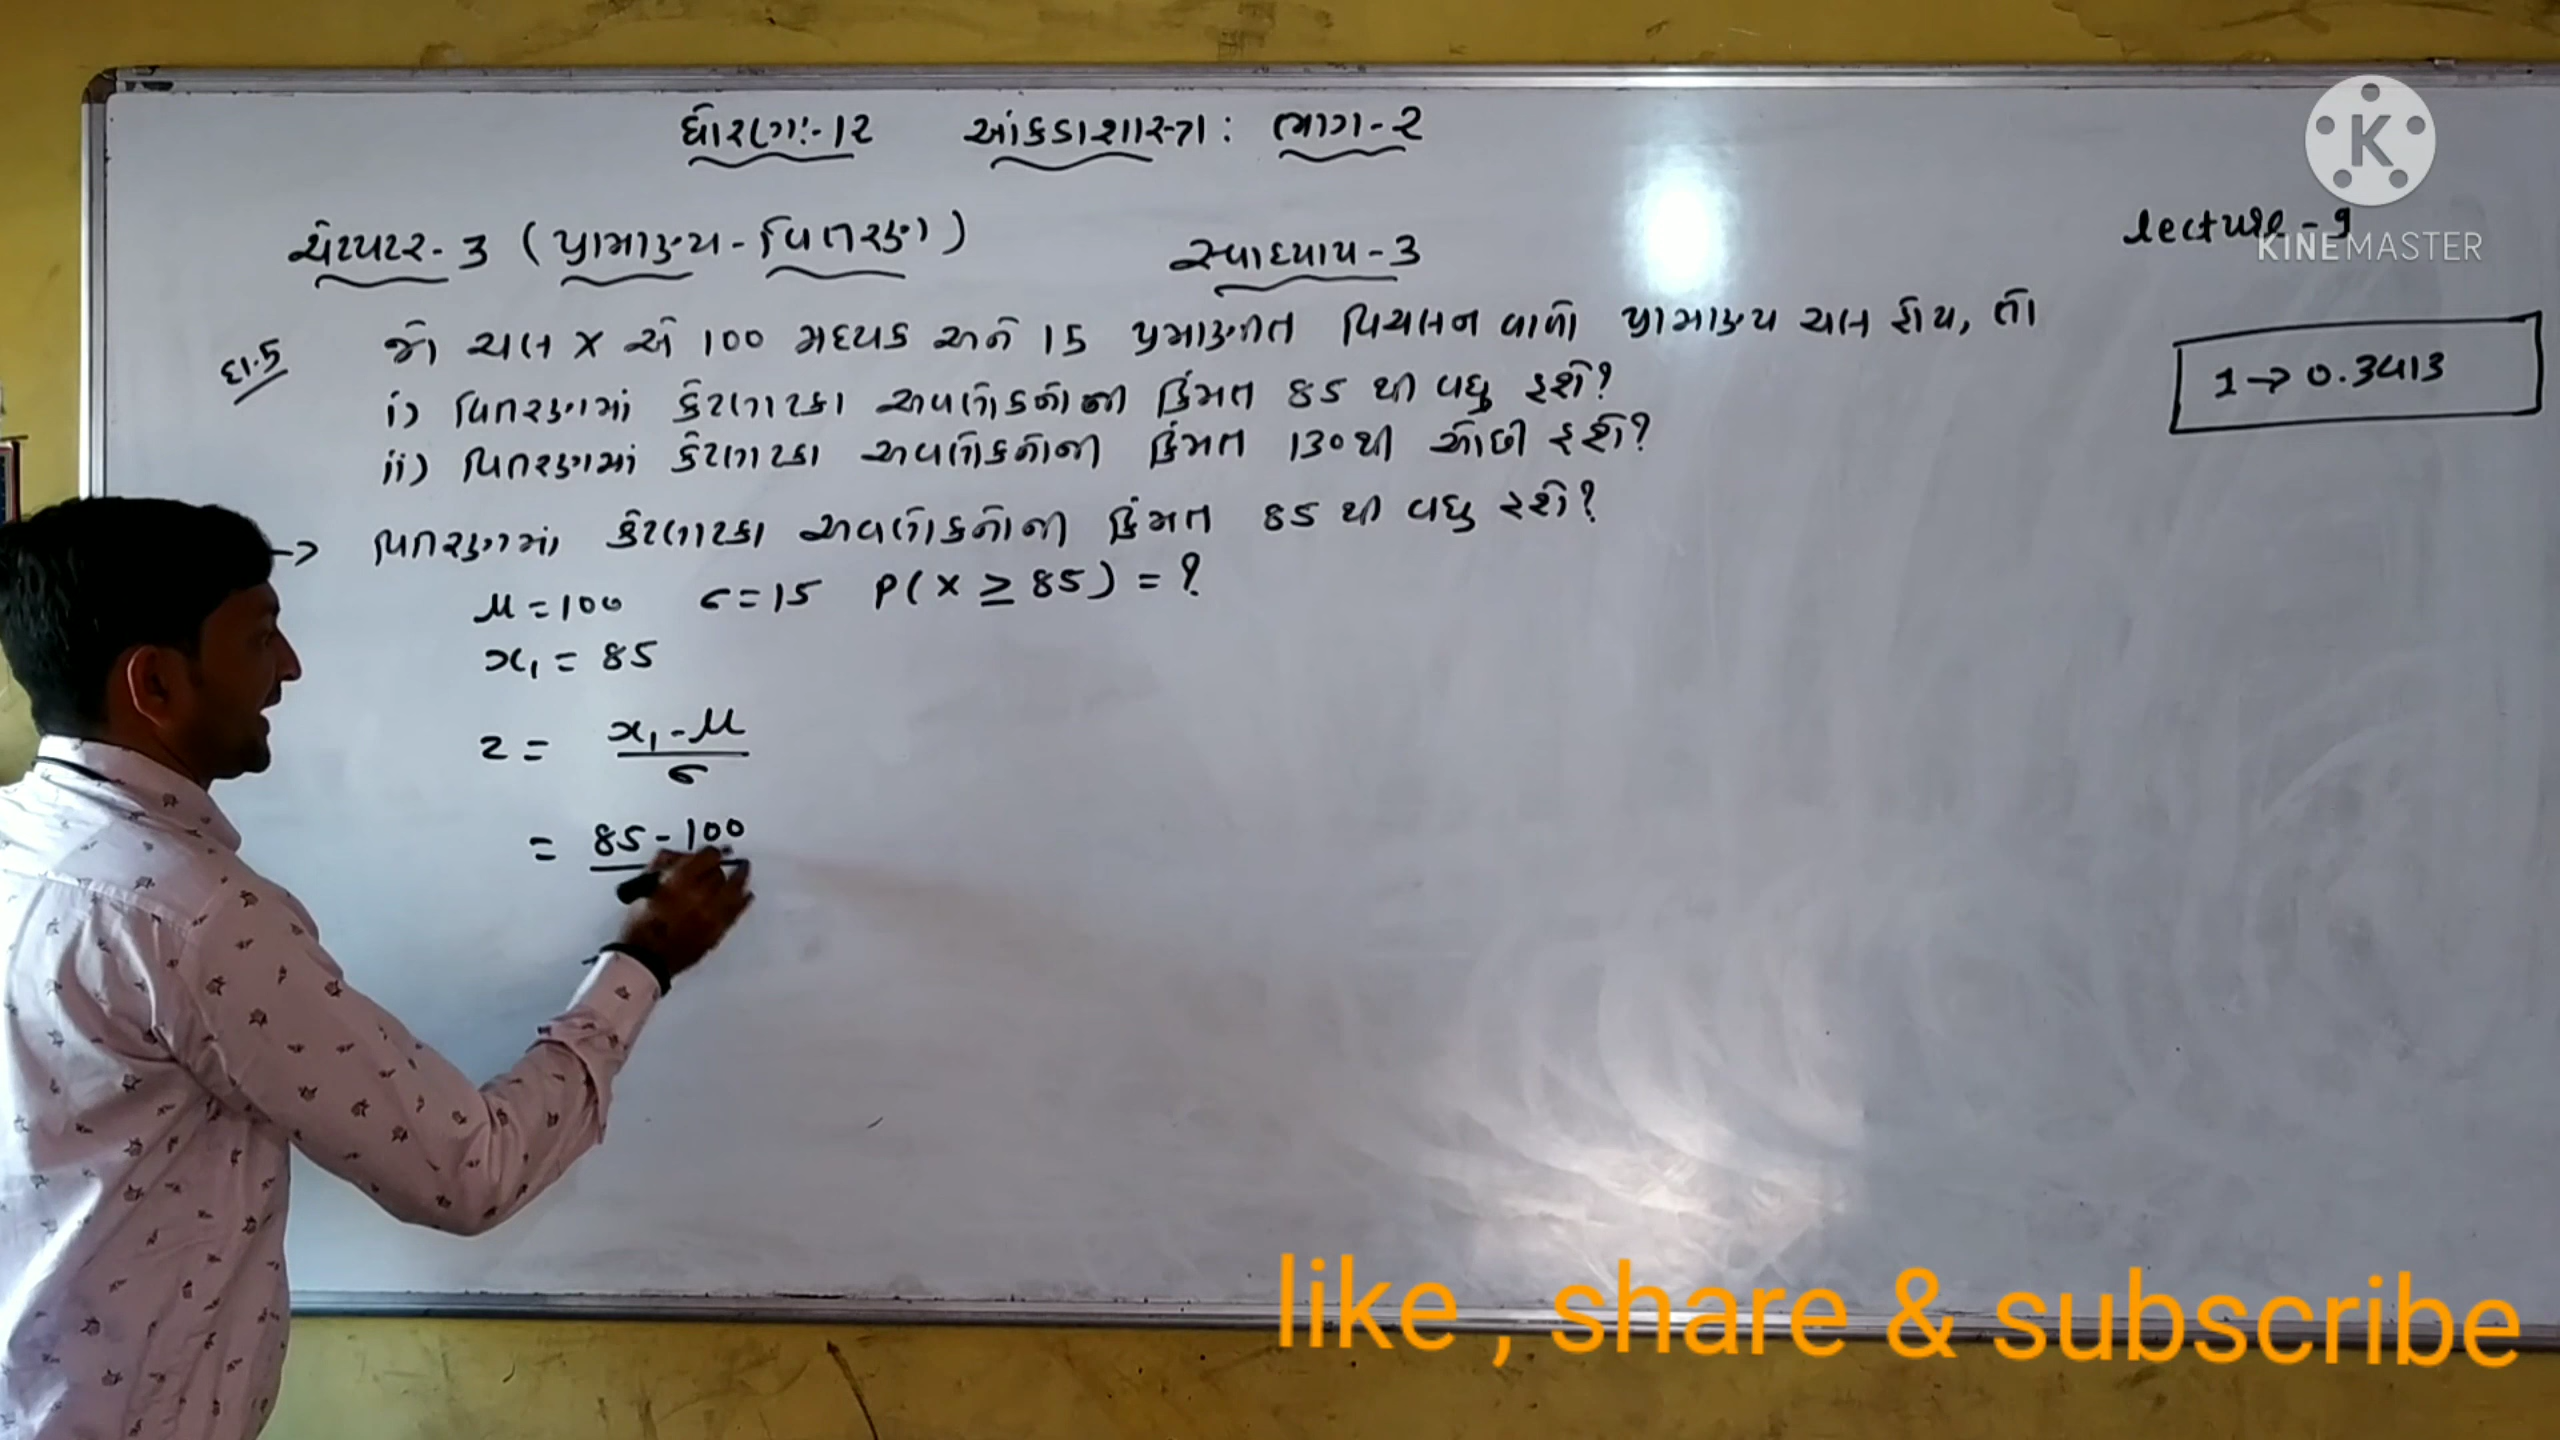 ધોરણ:-12 આંકડાશાસ્ત્ર : ભાગ-2
ચેપ્ટર-3 (પ્રામાણ્ય-વિતરણ) સ્વાધ્યાય-3
lecture-9
દા.5 જો ચલ x એ 100 મધ્યક અને 15 પ્રમાણિત વિચલન વાળો પ્રામાણ્ય ચલ હોય, તો
1→0.3413
i) વિતરણમાં કેટલાટકા અવલોકનોની કિંમત 85 થી વધુ હશે?
ii) વિતરણમાં કેટલાટકા અવલોકનોની કિંમત 130થી ઓછી હશે?
→ વિતરણમાં કેટલાટકા અવલોકનોની કિંમત 85 થી વધુ હશે?
μ=100 σ=15 P(x ≥ 85) = ?
x₁ = 85
z = x₁-μ
σ
= 85-100
K
KINEMASTER
like , share & subscribe